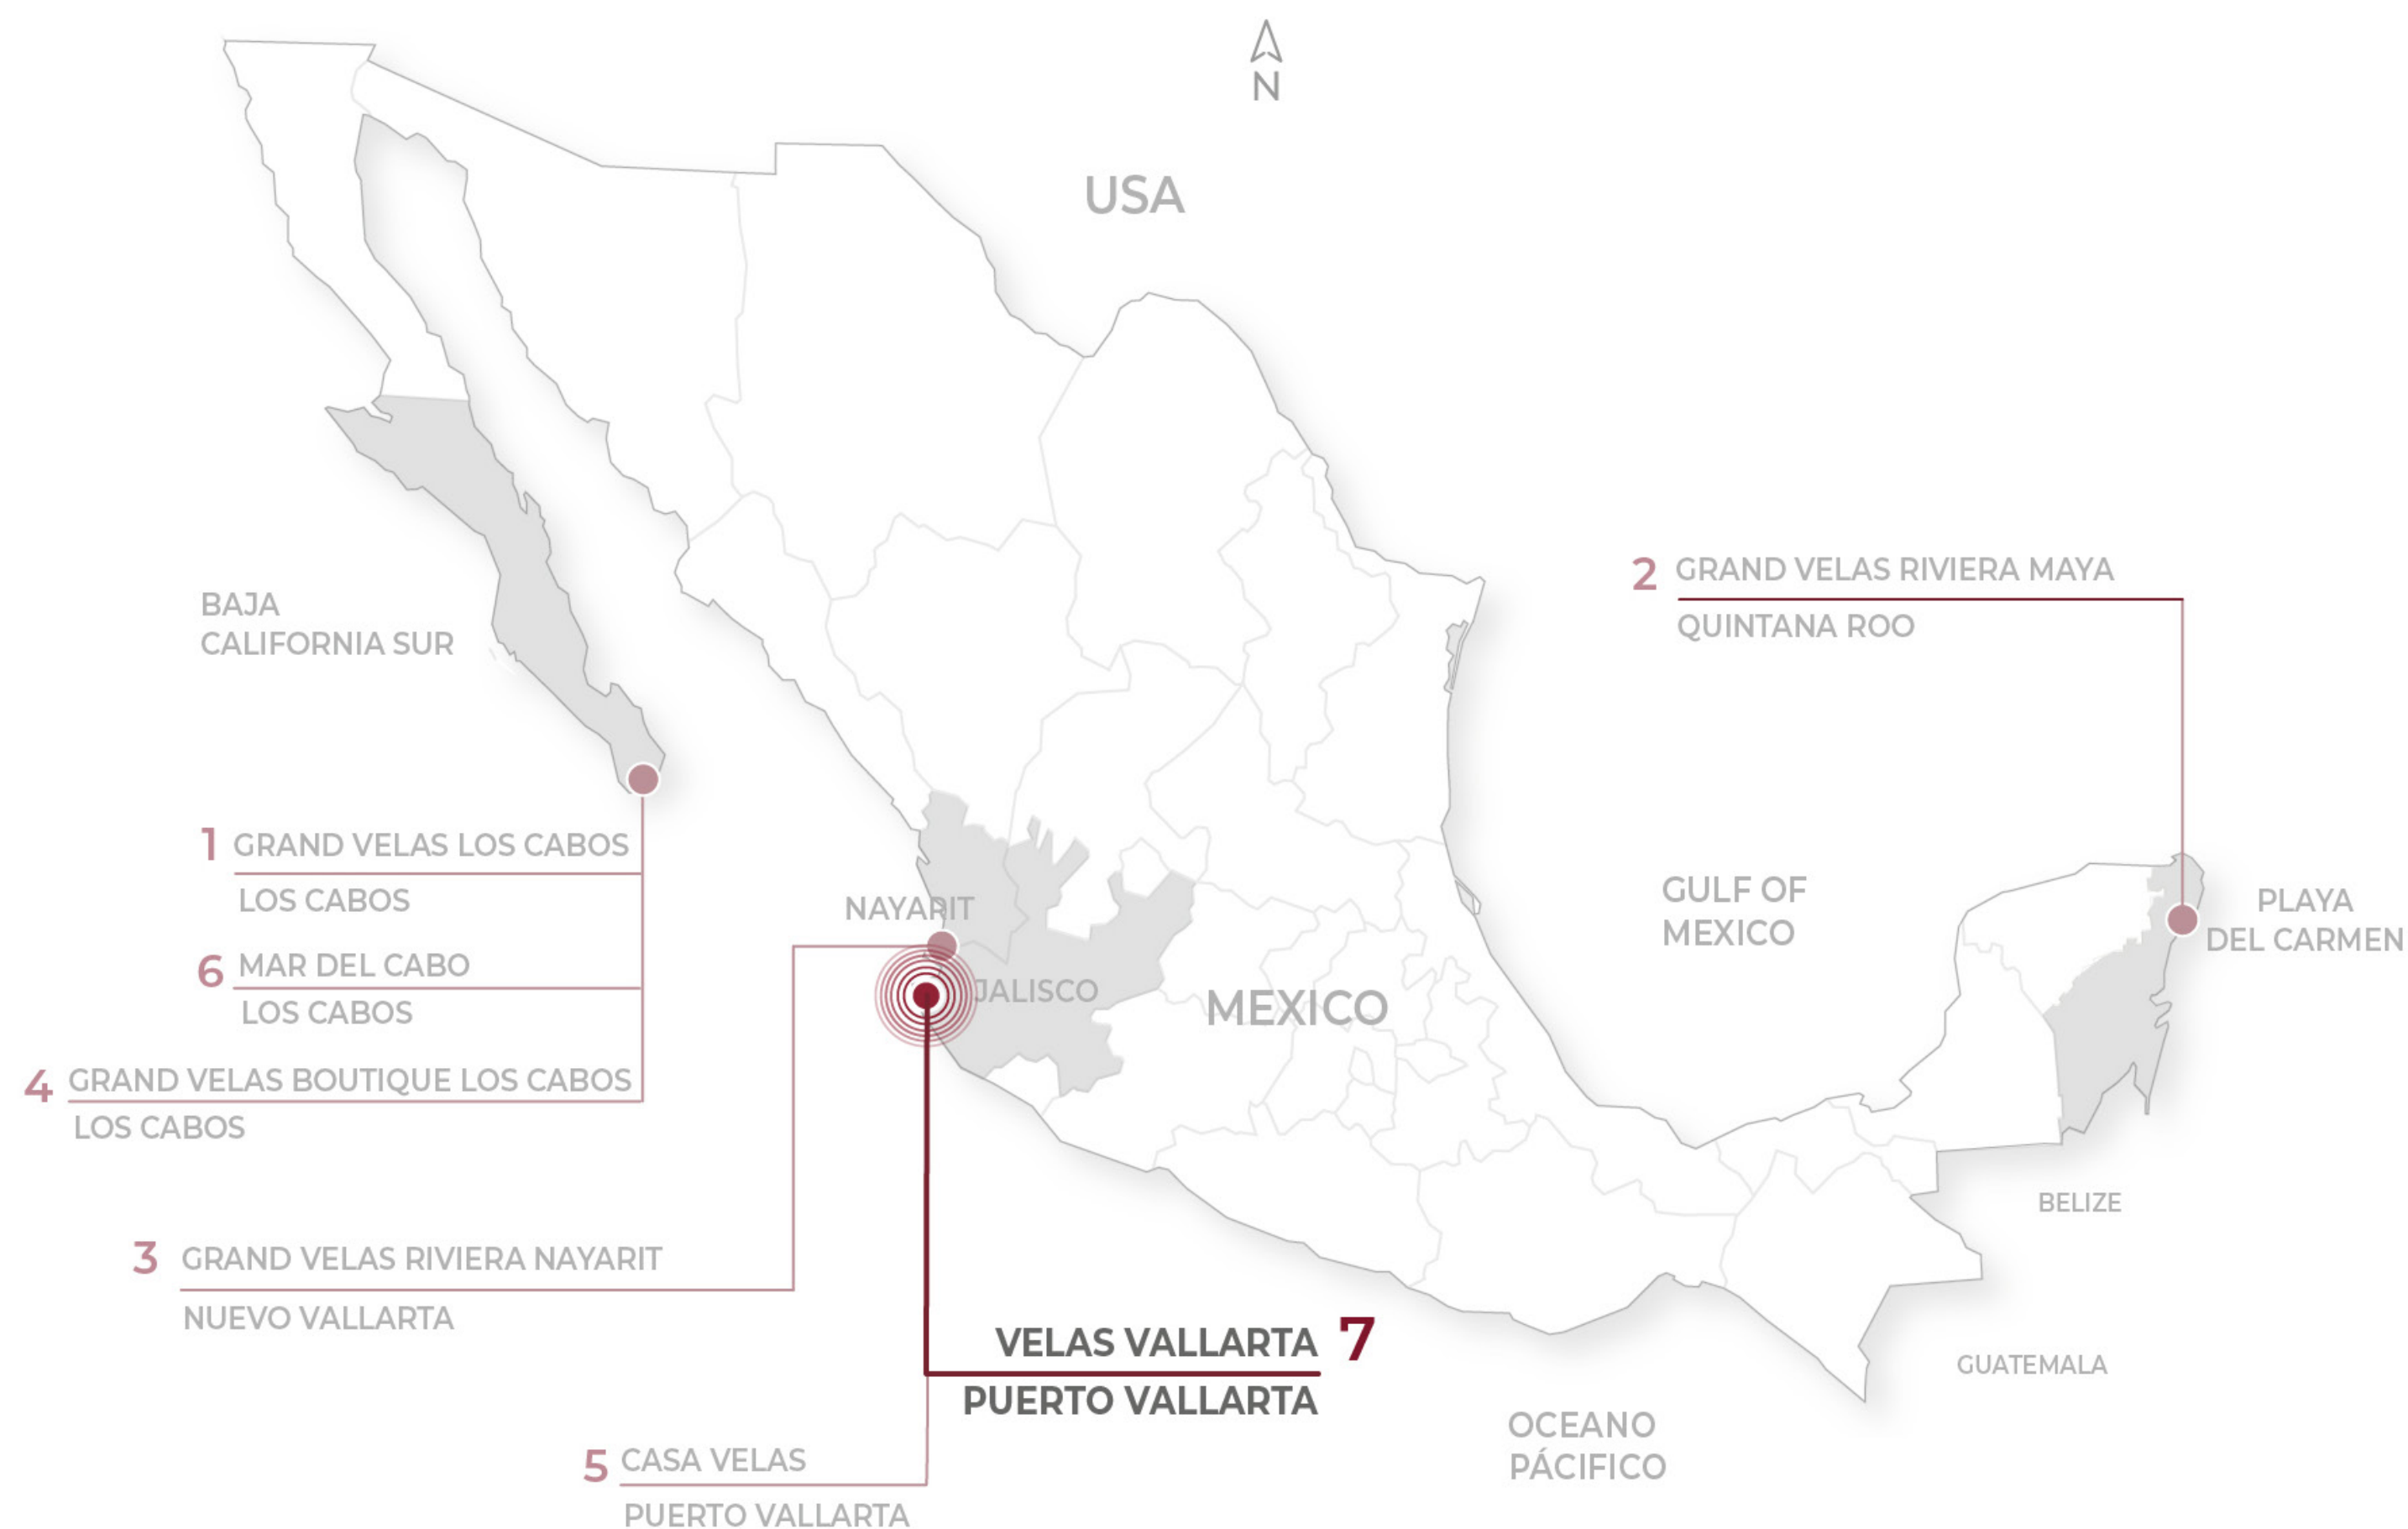 N
USA
BAJA
CALIFORNIA SUR
2 GRAND VELAS RIVIERA MAYA
QUINTANA ROO
1 GRAND VELAS LOS CABOS
LOS CABOS
6 MAR DEL CABO
LOS CABOS
4 GRAND VELAS BOUTIQUE LOS CABOS
LOS CABOS
NAYARIT
JALISCO
MEXICO
GULF OF
MEXICO
PLAYA
DEL CARMEN
BELIZE
3 GRAND VELAS RIVIERA NAYARIT
NUEVO VALLARTA
VELAS VALLARTA 7
PUERTO VALLARTA
GUATEMALA
OCEANO
PÁCIFICO
5 CASA VELAS
PUERTO VALLARTA